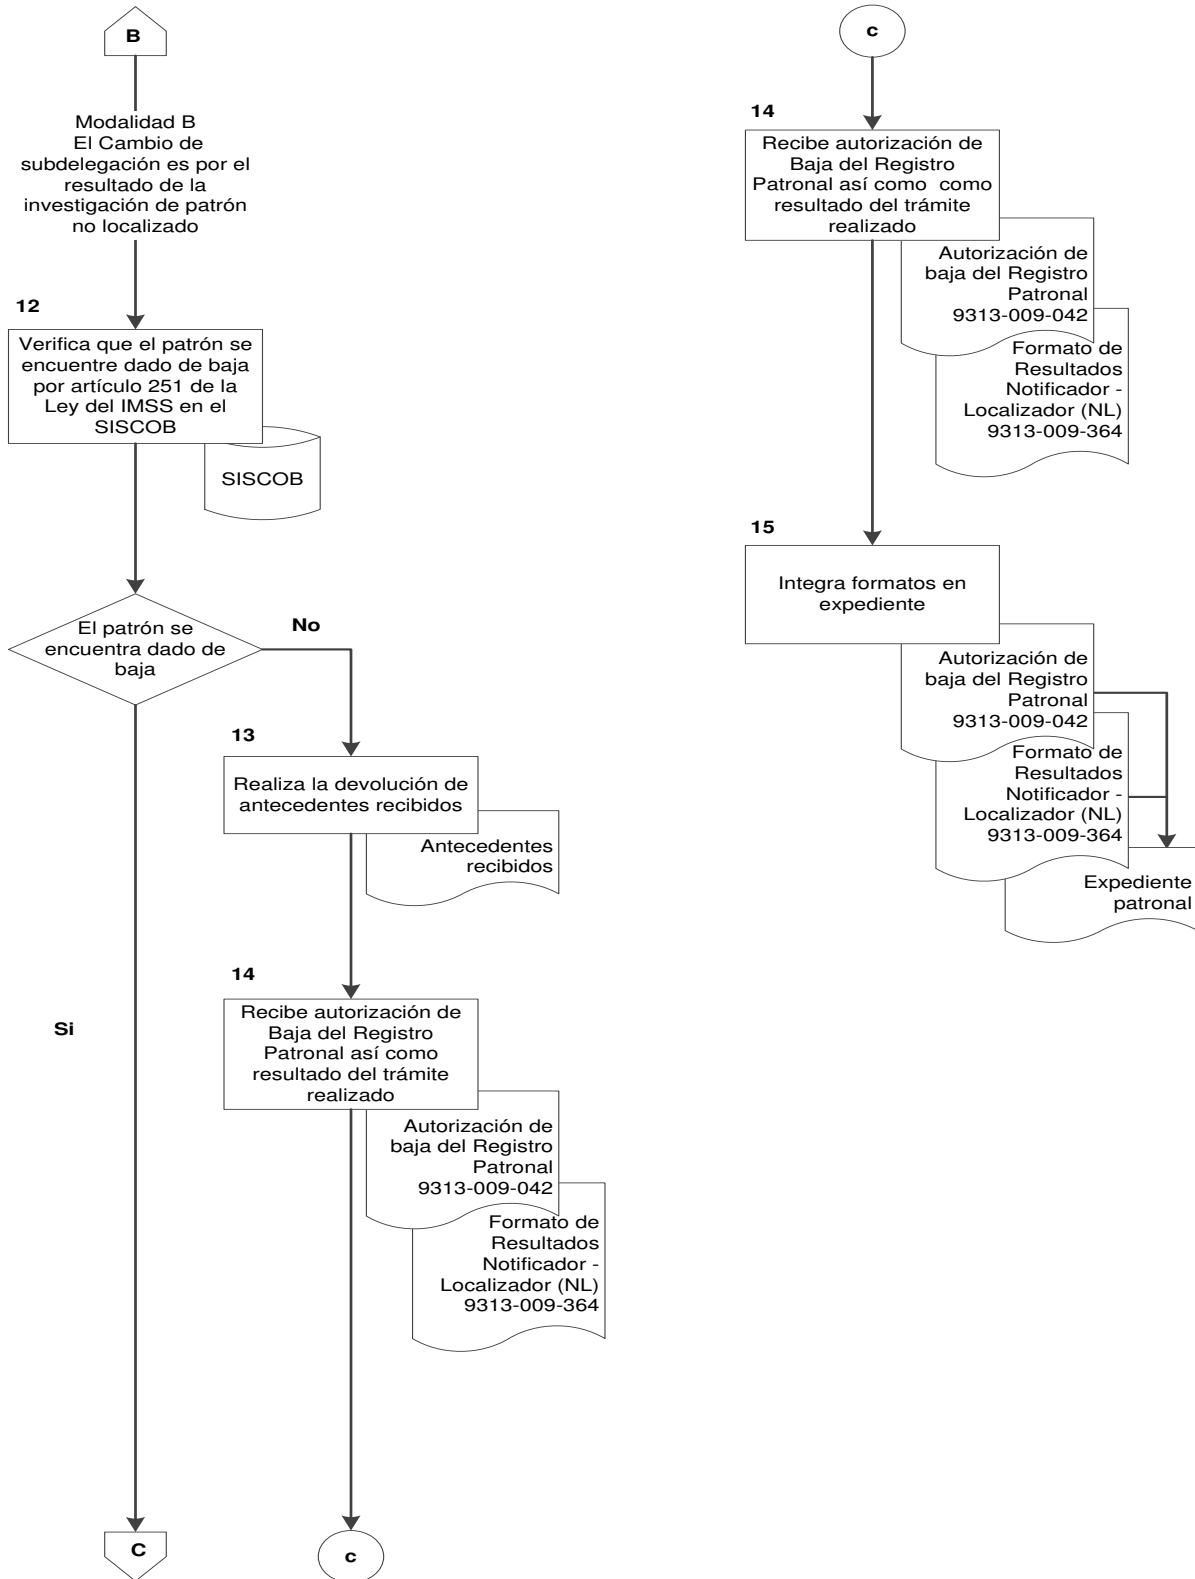 B
Modalidad B
El Cambio de
subdelegación es por el
resultado de la
investigación de patrón
no localizado
12
Verifica que el patrón se
encuentre dado de baja
por artículo 251 de la
Ley del IMSS en el
SISCOB
SISCOB
El patrón se
encuentra dado de
baja
No
Si
13
Realiza la devolución de
antecedentes recibidos
Antecedentes
recibidos
14
Recibe autorización de
Baja del Registro
Patronal así como
resultado del trámite
realizado
Autorización de
baja del Registro
Patronal
9313-009-042
Formato de
Resultados
Notificador -
Localizador (NL)
9313-009-364
C
c
c
14
Recibe autorización de
Baja del Registro
Patronal así como  como
resultado del trámite
realizado
Autorización de
baja del Registro
Patronal
9313-009-042
Formato de
Resultados
Notificador -
Localizador (NL)
9313-009-364
15
Integra formatos en
expediente
Autorización de
baja del Registro
Patronal
9313-009-042
Formato de
Resultados
Notificador -
Localizador (NL)
9313-009-364
Expediente
patronal